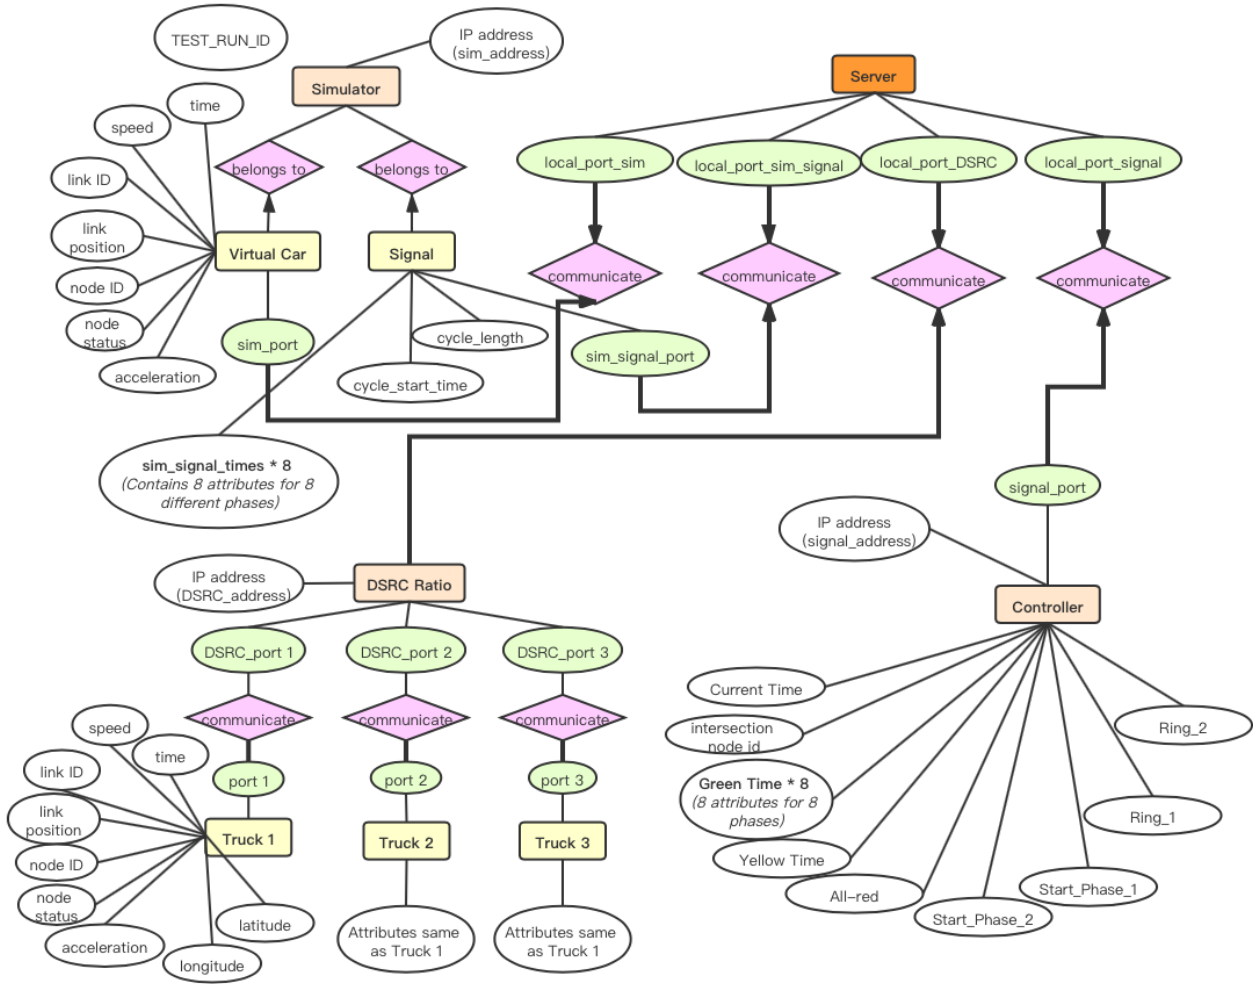 TEST_RUN_ID
IP address
(sim_address)
Simulator
Server
time
speed
belongs to
belongs to
local_port_sim
local_port_sim_signal
local_port_DSRC
local_port_signal
link ID
link
position
Virtual Car
Signal
communicate
communicate
communicate
communicate
node ID
node
status
acceleration
sim_port
cycle_length
cycle_start_time
sim_signal_port
sim_signal_times * 8
(Contains 8 attributes for 8
different phases)
signal_port
IP address
(signal_address)
IP address
(DSRC_address)
DSRC Ratio
Controller
DSRC_port 1
DSRC_port 2
DSRC_port 3
communicate
communicate
communicate
port 1
port 2
port 3
speed
time
link ID
link
position
node ID
node
status
acceleration
longitude
latitude
Truck 1
Truck 2
Truck 3
Attributes same
as Truck 1
Attributes same
as Truck 1
Current Time
intersection
node id
Green Time * 8
(8 attributes for 8
phases)
Yellow Time
All-red
Start_Phase_2
Start_Phase_1
Ring_1
Ring_2